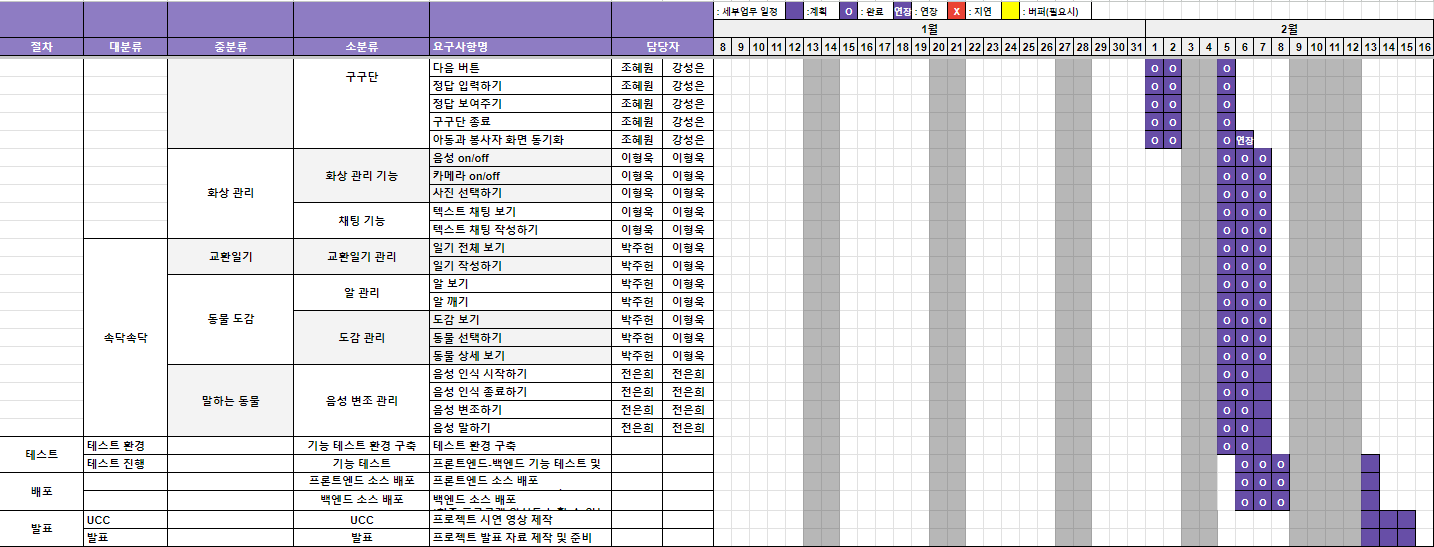 : 세부업무 일정 :계획 O : 완료 연장 : 연장 X : 지연 : 버퍼(필요시)
1월 2월
절차 대분류 중분류 소분류 요구사항명 담당자 8 9 10 11 12 13 14 15 16 17 18 19 20 21 22 23 24 25 26 27 28 29 30 31 1 2 3 4 5 6 7 8 9 10 11 12 13 14 15 16
구구단 다음 버튼 조혜원 강성은 O O O
정답 입력하기 조혜원 강성은 O O O
정답 보여주기 조혜원 강성은 O O O
구구단 종료 조혜원 강성은 O O O
아동과 봉사자 화면 동기화 조혜원 강성은 O O O 연장
화상 관리 화상 관리 기능 음성 on/off 이형욱 이형욱 O O O
카메라 on/off 이형욱 이형욱 O O O
사진 선택하기 이형욱 이형욱 O O O
채팅 기능 텍스트 채팅 보기 이형욱 이형욱 O O O
텍스트 채팅 작성하기 이형욱 이형욱 O O O
속닥속닥 교환일기 교환일기 관리 일기 전체 보기 박주헌 이형욱 O O O
일기 작성하기 박주헌 이형욱 O O O
동물 도감 알 관리 알 보기 박주헌 이형욱 O O O
알 깨기 박주헌 이형욱 O O O
도감 관리 도감 보기 박주헌 이형욱 O O O
동물 선택하기 박주헌 이형욱 O O O
동물 상세 보기 박주헌 이형욱 O O O
말하는 동물 음성 변조 관리 음성 인식 시작하기 전은희 전은희 O O
음성 인식 종료하기 전은희 전은희 O O
음성 변조하기 전은희 전은희 O O
음성 말하기 전은희 전은희 O O
테스트 테스트 환경 기능 테스트 환경 구축 테스트 환경 구축 O O
테스트 진행 기능 테스트 프론트엔드-백엔드 기능 테스트 및 O O O
배포 프론트엔드 소스 배포 프론트엔드 소스 배포 O O O
백엔드 소스 배포 백엔드 소스 배포 O O O
발표 UCC UCC 프로젝트 시연 영상 제작
발표 발표 프로젝트 발표 자료 제작 및 준비